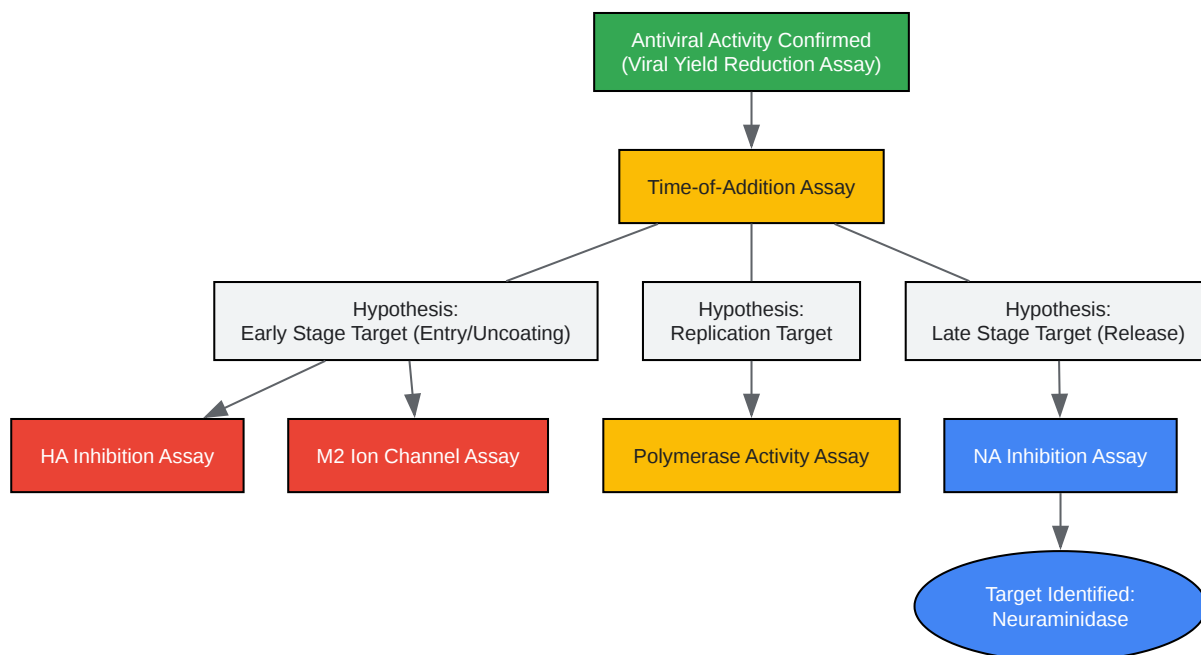 Antiviral Activity Confirmed
(Viral Yield Reduction Assay)
Time-of-Addition Assay
Hypothesis:
Early Stage Target (Entry/Uncoating)
Hypothesis:
Replication Target
Hypothesis:
Late Stage Target (Release)
HA Inhibition Assay
M2 Ion Channel Assay
Polymerase Activity Assay
NA Inhibition Assay
Target Identified:
Neuraminidase